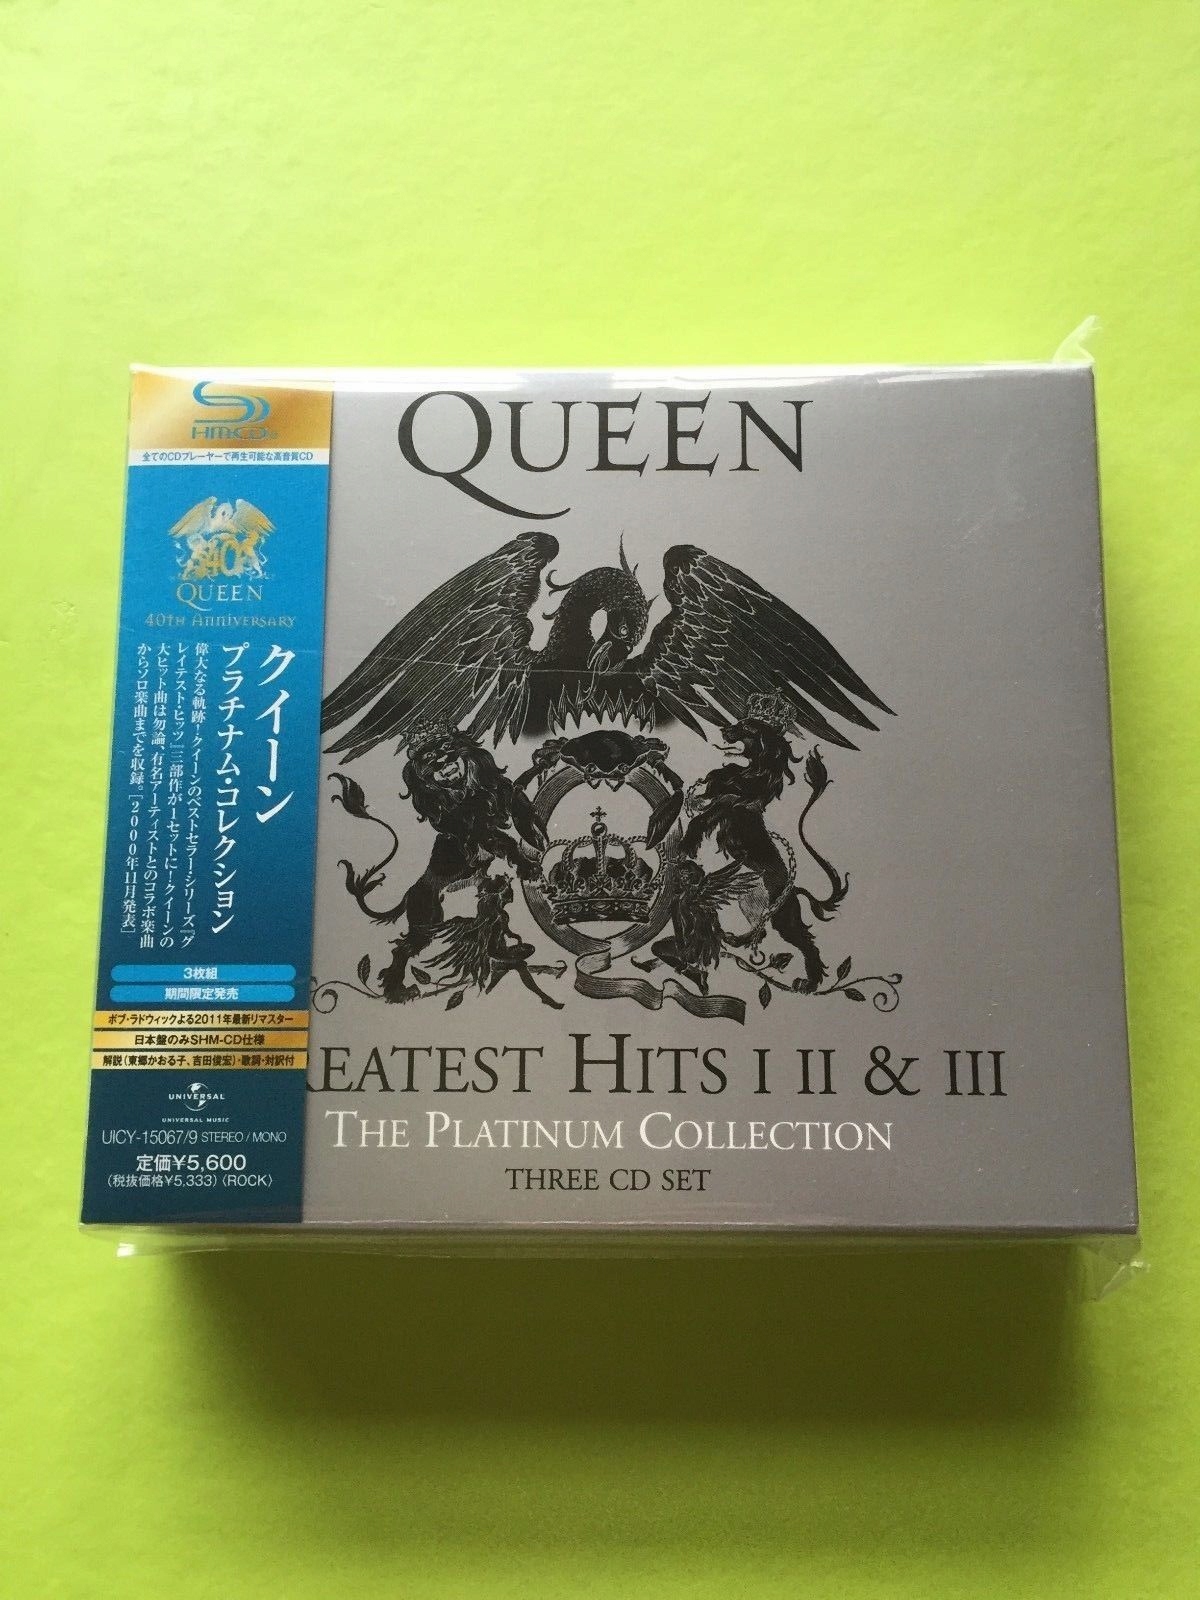 SHM-CD
全てのCDプレーヤーで再生可能な高音質CD
40
QUEEN
40TH ANNIVERSARY
クイーン
プラチナム・コレクション
偉大なる軌跡!クイーンのベストセラー・シリーズ『グ
レイテスト・ヒッツ』三部作が1セットに!クイーンの
大ヒット曲は勿論、有名アーティストとのコラボ楽曲
からソロ楽曲までを収録。[2000年11月発表]
3枚組
期間限定発売
ボブ・ラドウィックよる2011年最新リマスター
日本盤のみSHM-CD仕様
解説(東郷かおる子、吉田俊宏)・歌詞・対訳付
UNIVERSAL
UNIVERSAL MUSIC
UICY-15067/9 STEREO / MONO
定価¥5,600
(税抜価格¥5,333) 〈ROCK〉
QUEEN
REATEST HITS I II & III
THE PLATINUM COLLECTION
THREE CD SET